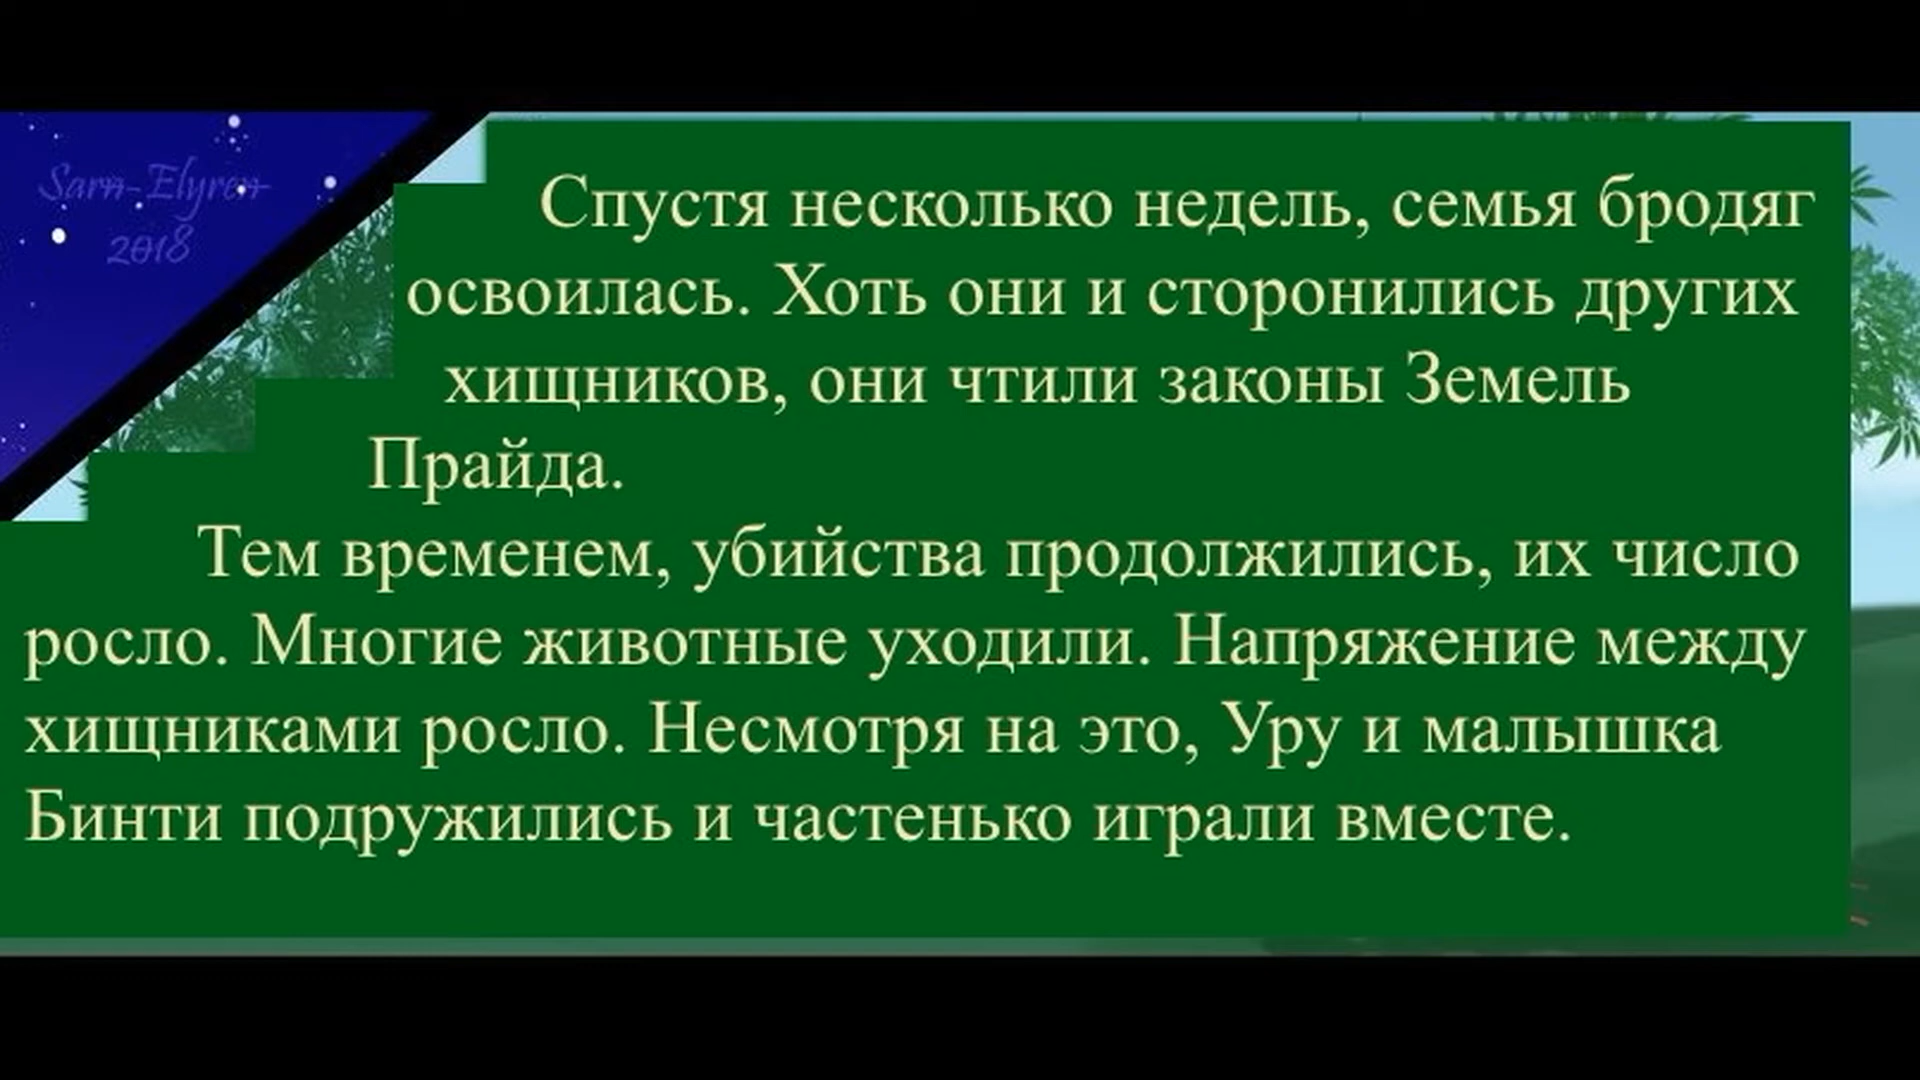 Sarn-Elyren
2018
Спустя несколько недель, семья бродяг
освоилась. Хоть они и сторонились других
хищников, они чтили законы Земель
Прайда.
Тем временем, убийства продолжились, их число
росло. Многие животные уходили. Напряжение между
хищниками росло. Несмотря на это, Уру и малышка
Бинти подружились и частенько играли вместе.